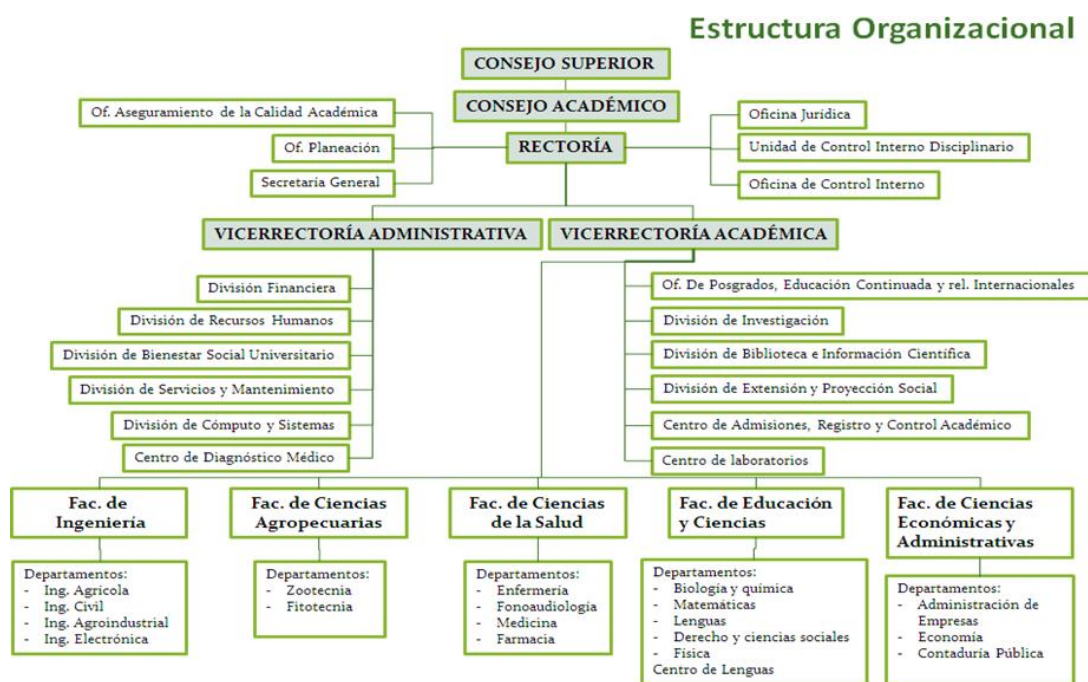 Estructura Organizacional
CONSEJO SUPERIOR
CONSEJO ACADÉMICO
RECTORÍA
Of. Aseguramiento de la Calidad Académica
Of. Planeación
Secretaría General
Oficina Jurídica
Unidad de Control Interno Disciplinario
Oficina de Control Interno
VICERRECTORÍA ADMINISTRATIVA
VICERRECTORÍA ACADÉMICA
División Financiera
División de Recursos Humanos
División de Bienestar Social Universitario
División de Servicios y Mantenimiento
División de Cómputo y Sistemas
Centro de Diagnóstico Médico
Of. De Posgrados, Educación Continuada y rel. Internacionales
División de Investigación
División de Biblioteca e Información Científica
División de Extensión y Proyección Social
Centro de Admisiones, Registro y Control Académico
Centro de laboratorios
Fac. de
Ingeniería
Departamentos:
- Ing. Agrícola
- Ing. Civil
- Ing. Agroindustrial
- Ing. Electrónica
Fac. de Ciencias
Agropecuarias
Departamentos:
- Zootecnia
- Fitotecnia
Fac. de Ciencias
de la Salud
Departamentos:
- Enfermería
- Fonoaudiología
- Medicina
- Farmacia
Fac. de Educación
y Ciencias
Departamentos:
- Biología y química
- Matemáticas
- Lenguas
- Derecho y ciencias sociales
- Física
Centro de Lenguas
Fac. de Ciencias
Económicas y
Administrativas
Departamentos:
- Administración de
Empresas
- Economía
- Contaduría Pública